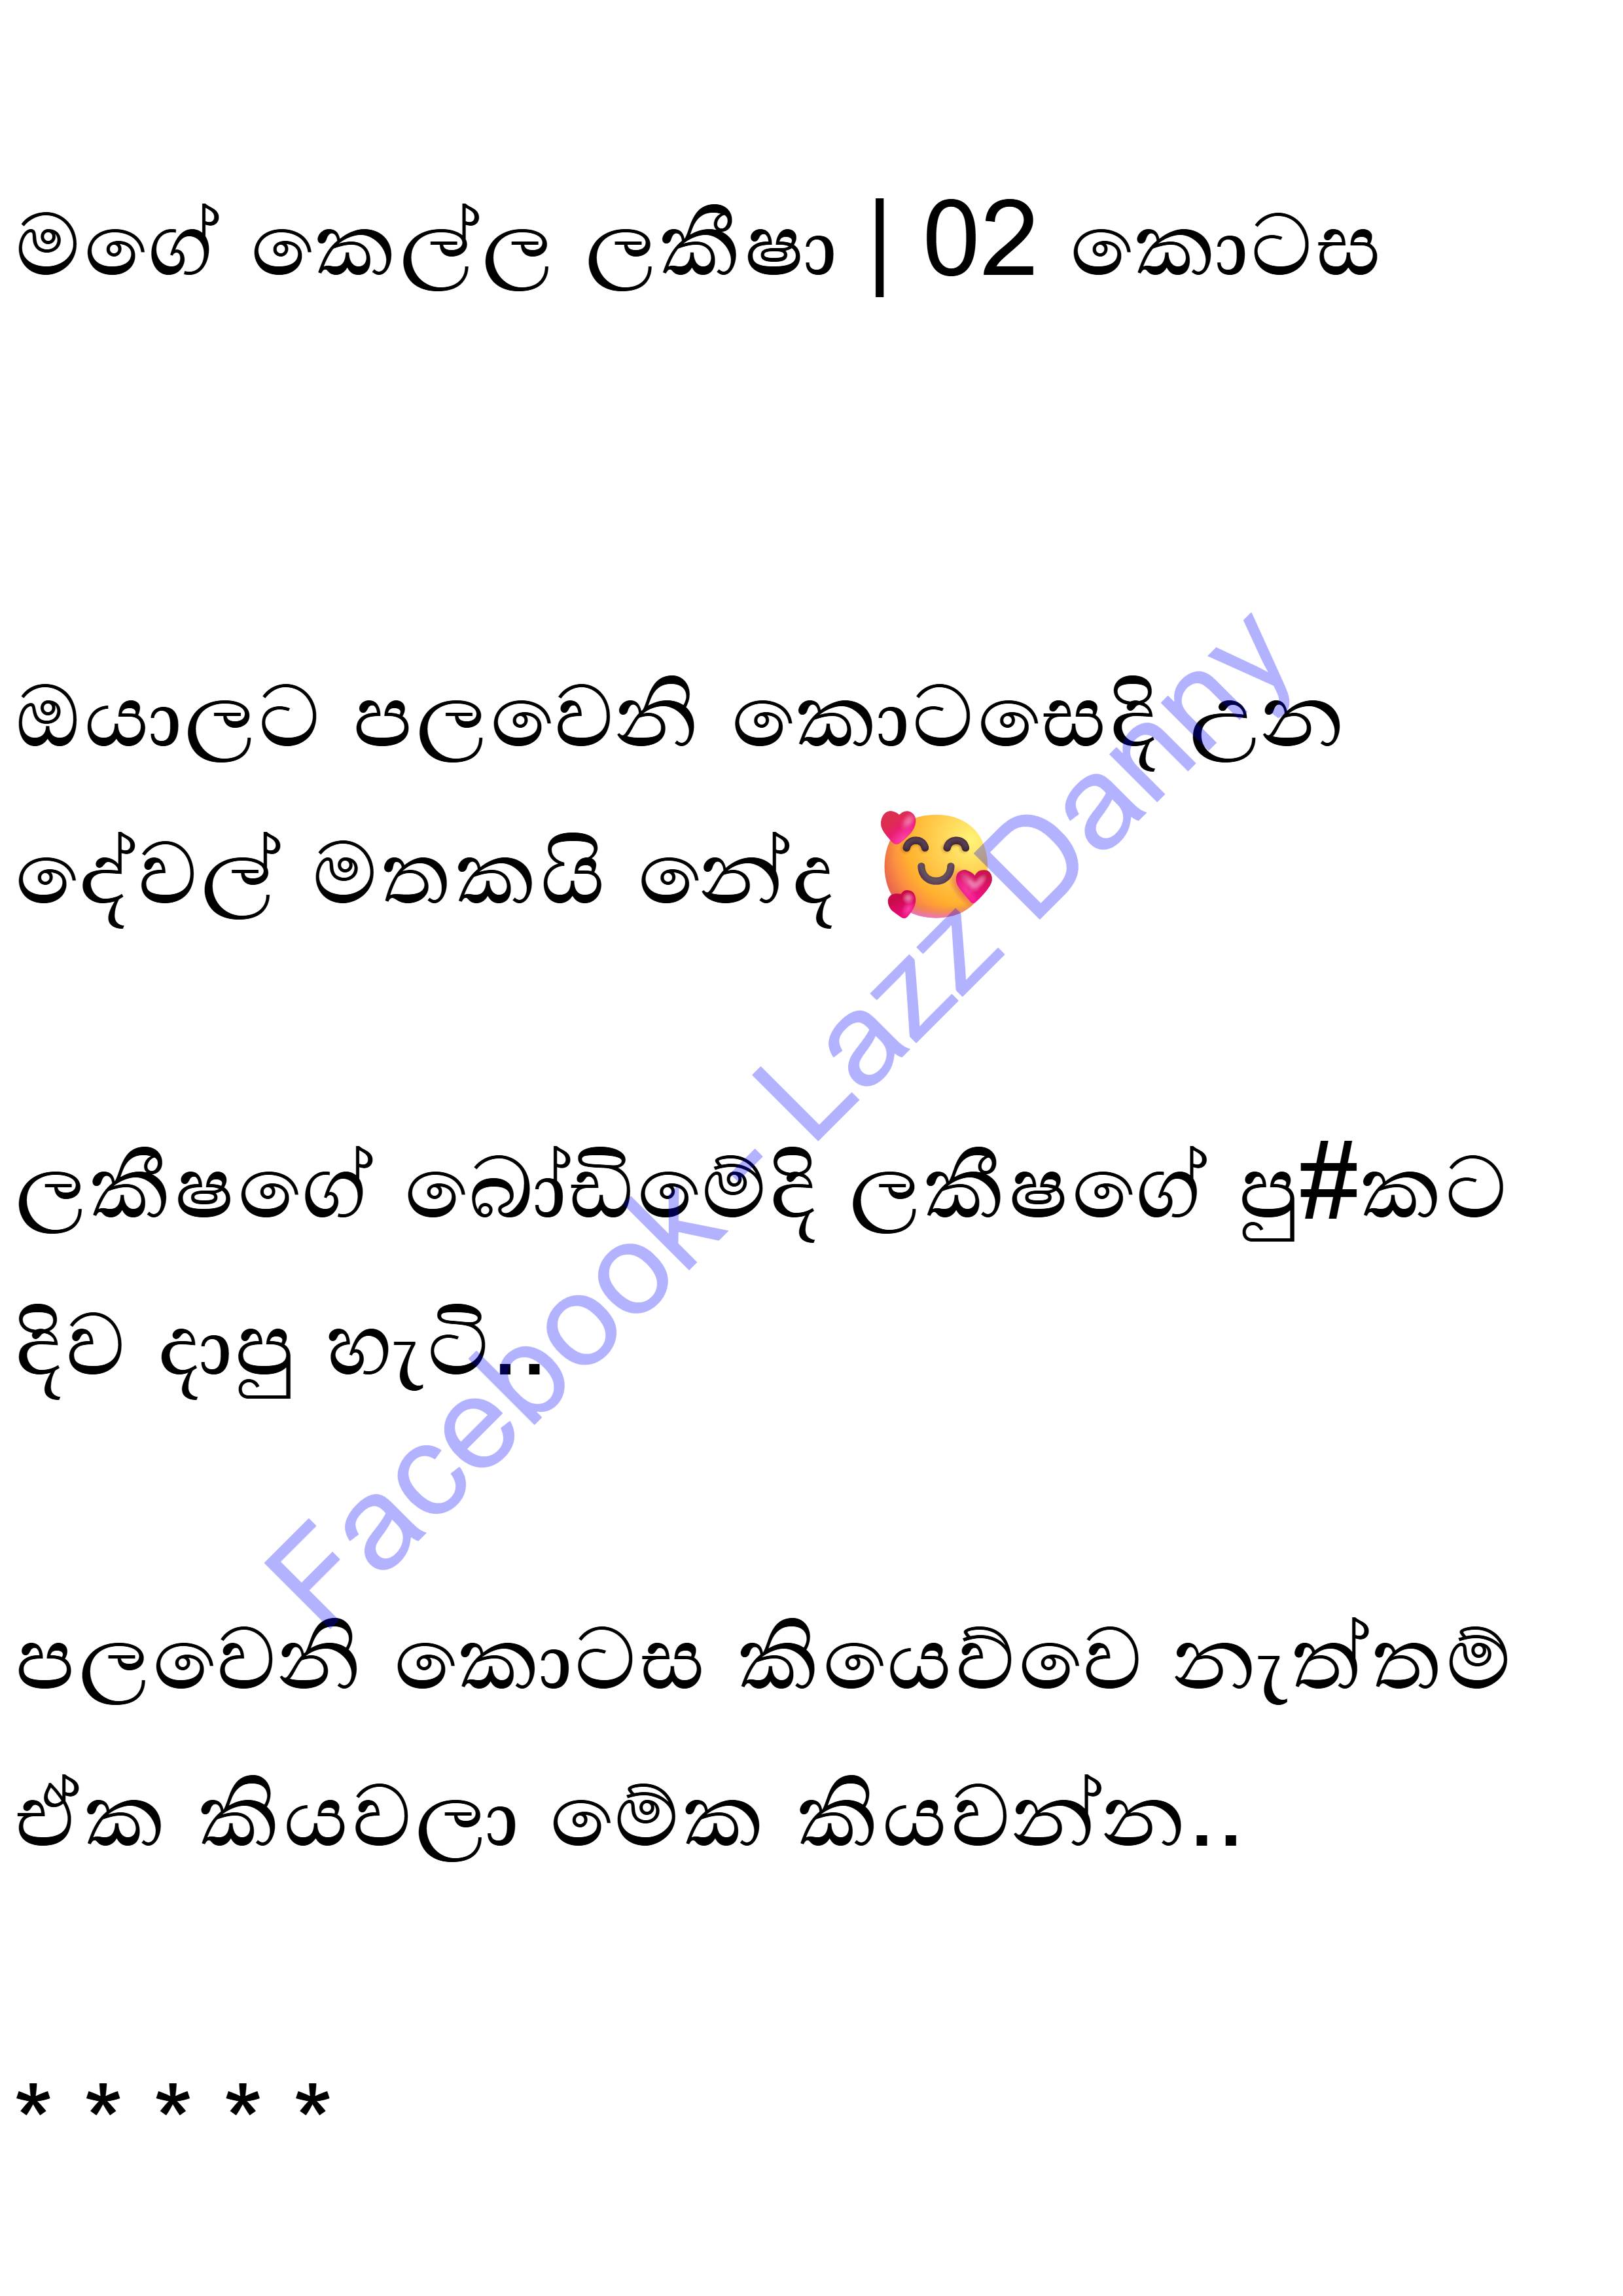 මගේ කෙල්ල ලකීෂා | 02 කොටස
ඔයාලට පලවෙනි කොටසෙදි උන
දේවල් මතකයි නේද 🥰
ලකීෂගේ බෝඩිමේදි ලකීෂගේ පු#කට
දිව දාපු හැටි..
පලවෙනි කොටස කියෙව්වෙ නැත්තම්
ඒක කියවලා මේක කියවන්න..
* * * * *
Facebook - Lazz Danny